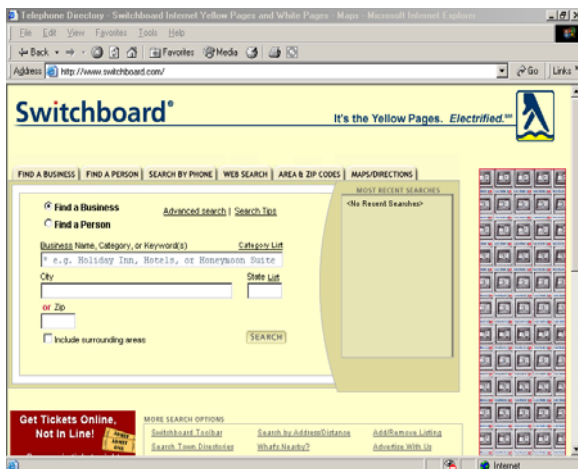 Telephone Directory - Switchboard Internet Yellow Pages and White Pages - Maps - Microsoft Internet Explorer
File Edit View Favorites Tools Help
Back Favorites Media
Address http://www.switchboard.com/ Go Links
Switchboard®
It's the Yellow Pages. Electrified.℠
FIND A BUSINESS | FIND A PERSON | SEARCH BY PHONE | WEB SEARCH | AREA & ZIP CODES | MAPS/DIRECTIONS
MOST RECENT SEARCHES
<No Recent Searches>
Find a Business
Find a Person
Advanced search | Search Tips
Business Name, Category, or Keyword(s) Category List
* e.g. Holiday Inn, Hotels, or Honeymoon Suite
City State List
or Zip
Include surrounding areas
SEARCH
Get Tickets Online,
Not In Line!
MORE SEARCH OPTIONS
Switchboard Toolbar Search by Address/Distance Add/Remove Listing
Search Town Directories What's Nearby? Advertise With Us
Internet